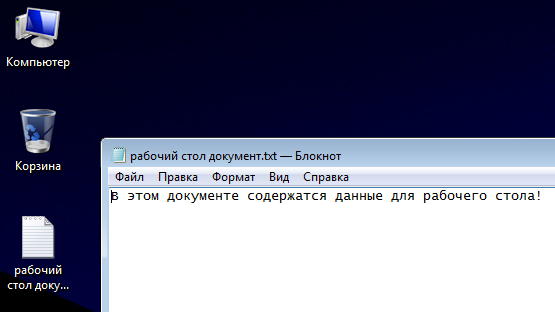 Компьютер
Корзина
рабочий
стол доку...
рабочий стол документ.txt — Блокнот
Файл Правка Формат Вид Справка
В этом документе содержатся данные для рабочего стола!